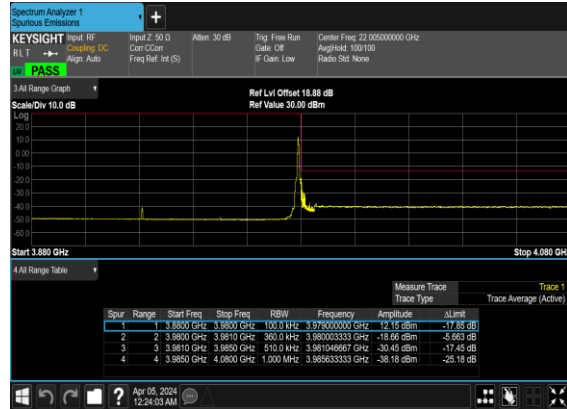 Spectrum Analyzer 1
Spurious Emissions
+
KEYSIGHT Input: RF Input Z: 50 Ω Atten: 30 dB Trig: Free Run Center Freq: 22.005000000 GHz
RLT Coupling: DC Corr CCorr Gate: Off Avg|Hold: 100/100
Align: Auto Freq Ref: Int (S) IF Gain: Low Radio Std: None
PASS
3 All Range Graph Ref Lvl Offset 18.88 dB
Scale/Div 10.0 dB Ref Value 30.00 dBm
Log
20.0
10.0
0.00
-10.0
-20.0
-30.0
-40.0
-50.0
-60.0
Start 3.880 GHz Stop 4.080 GH
4 All Range Table
Measure Trace Trace 1
Trace Type Trace Average (Active)
Spur Range Start Freq Stop Freq RBW Frequency Amplitude ΔLimit
1 1 3.8800 GHz 3.9800 GHz 100.0 kHz 3.979000000 GHz 12.15 dBm -17.85 dB
2 2 3.9800 GHz 3.9810 GHz 360.0 kHz 3.980003333 GHz -18.66 dBm -5.663 dB
3 3 3.9810 GHz 3.9850 GHz 510.0 kHz 3.981046667 GHz -30.45 dBm -17.45 dB
4 4 3.9850 GHz 4.0800 GHz 1.000 MHz 3.985633333 GHz -38.18 dBm -25.18 dB
? Apr 05, 2024
12:24:03 AM